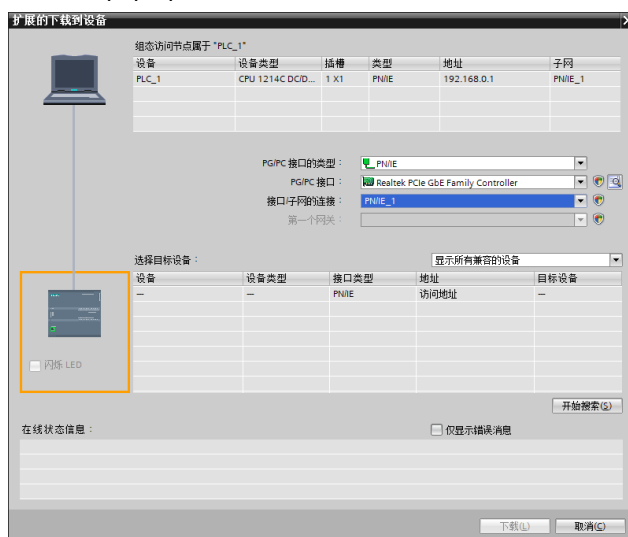 扩展的下载到设备
组态访问节点属于 "PLC_1"
设备 设备类型 插槽 类型 地址 子网
PLC_1 CPU 1214C DC/D... 1 X1 PN/IE 192.168.0.1 PN/IE_1
PG/PC 接口的类型： PN/IE
PG/PC 接口： Realtek PCIe GbE Family Controller
接口/子网的连接： PN/IE_1
第一个网关：
选择目标设备： 显示所有兼容的设备
设备 设备类型 接口类型 地址 目标设备
— — PN/IE 访问地址 —
闪烁 LED
开始搜索(S)
在线状态信息： 仅显示错误消息
下载(L) 取消(C)